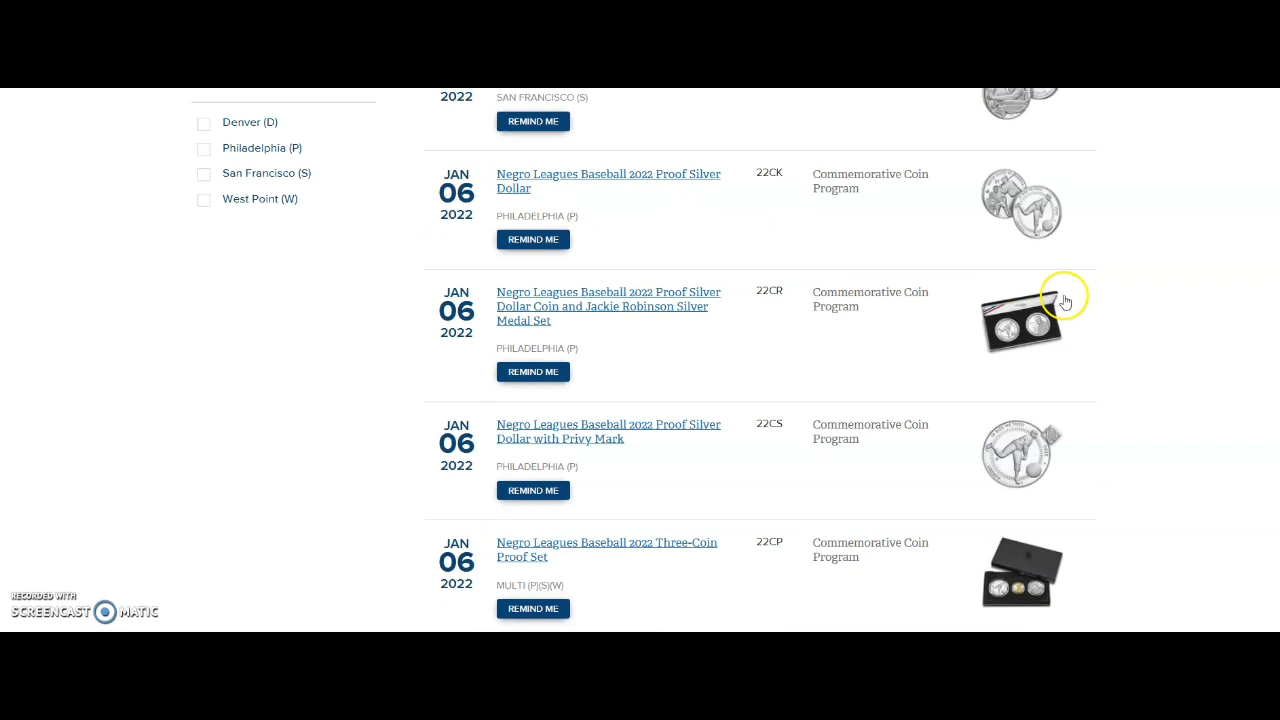 2022
SAN FRANCISCO (S)
REMIND ME
Denver (D)
Philadelphia (P)
San Francisco (S)
West Point (W)
JAN
06
2022
Negro Leagues Baseball 2022 Proof Silver
Dollar
PHILADELPHIA (P)
REMIND ME
22CK
Commemorative Coin
Program
JAN
06
2022
Negro Leagues Baseball 2022 Proof Silver
Dollar Coin and Jackie Robinson Silver
Medal Set
PHILADELPHIA (P)
REMIND ME
22CR
Commemorative Coin
Program
JAN
06
2022
Negro Leagues Baseball 2022 Proof Silver
Dollar with Privy Mark
PHILADELPHIA (P)
REMIND ME
22CS
Commemorative Coin
Program
JAN
06
2022
Negro Leagues Baseball 2022 Three-Coin
Proof Set
MULTI (P)(S)(W)
REMIND ME
22CP
Commemorative Coin
Program
RECORDED WITH
SCREENCAST MATIC